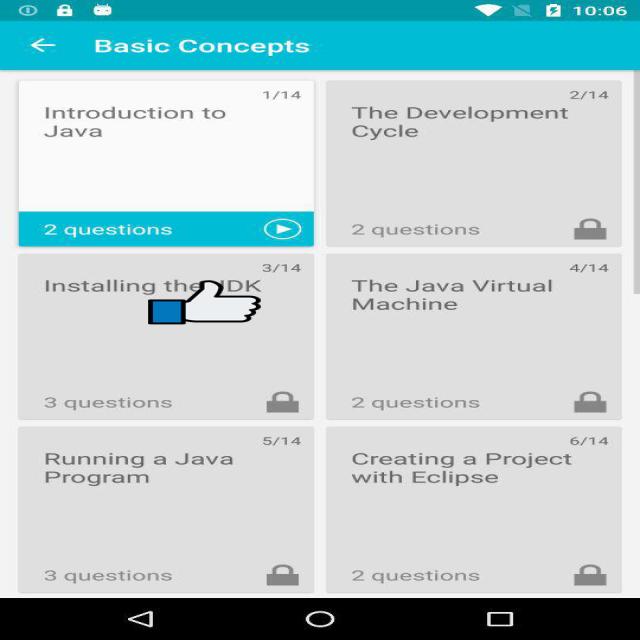 10:06
Basic Concepts
1/14
Introduction to
Java
2 questions
2/14
The Development
Cycle
2 questions
3/14
Installing the JDK
3 questions
4/14
The Java Virtual
Machine
2 questions
5/14
Running a Java
Program
3 questions
6/14
Creating a Project
with Eclipse
2 questions